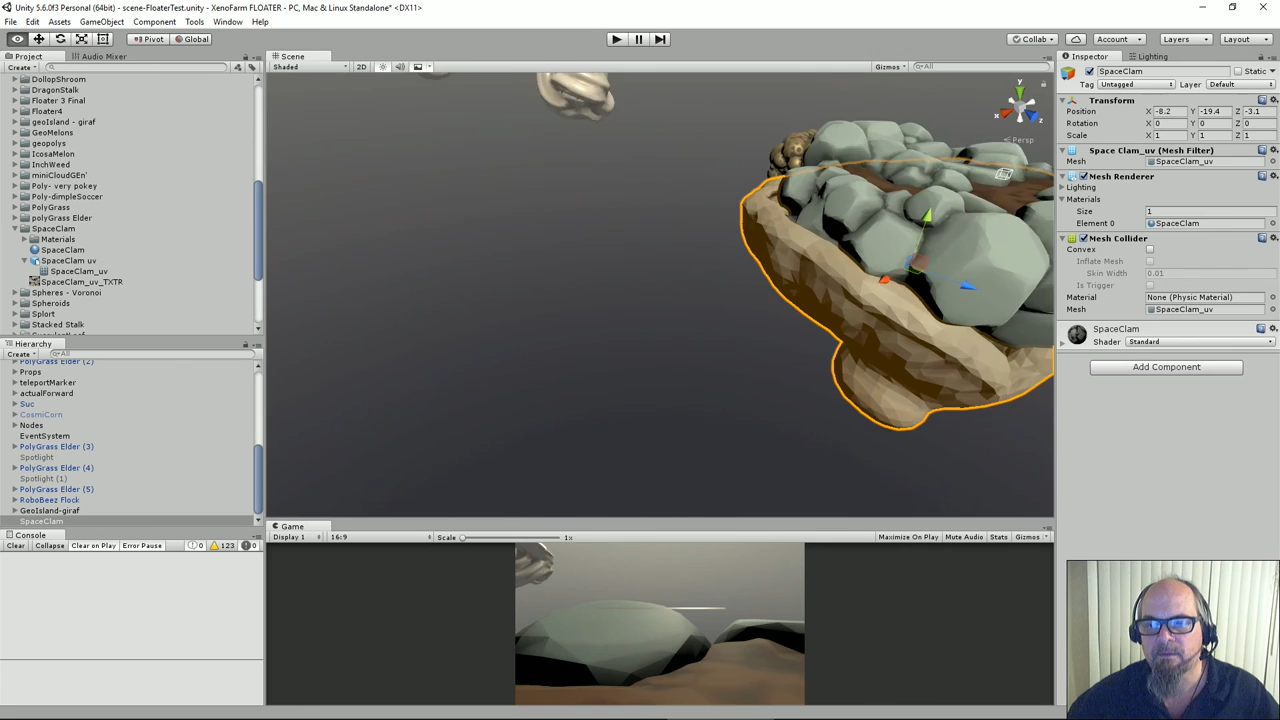 Unity 5.6.0f3 Personal (64bit) - scene-FloaterTest.unity - XenoFarm FLOATER - PC, Mac & Linux Standalone* <DX11>
File Edit Assets GameObject Component Tools Window Help
Pivot Global Collab Account Layers Layout
Project Audio Mixer
Create
DollopShroom
DragonStalk
Floater 3 Final
Floater4
geoIsland - giraf
GeoMelons
geopolys
IcosaMelon
InchWeed
miniCloudGEn'
Poly- very pokey
Poly-dimpleSoccer
PolyGrass
polyGrass Elder
SpaceClam
Materials
SpaceClam
SpaceClam uv
SpaceClam_uv
SpaceClam_uv_TXTR
Spheres - Voronoi
Spheroids
Splort
Stacked Stalk
Hierarchy
Create All
PolyGrass Elder (2)
Props
teleportMarker
actualForward
Suc
CosmiCorn
Nodes
EventSystem
PolyGrass Elder (3)
Spotlight
PolyGrass Elder (4)
Spotlight (1)
PolyGrass Elder (5)
RoboBeez Flock
GeoIsland-giraf
SpaceClam
Console
Clear Collapse Clear on Play Error Pause 0 123 0
Scene
Shaded 2D Gizmos All
y
x z
Persp
Game
Display 1 16:9 Scale 1x Maximize On Play Mute Audio Stats Gizmos
Inspector Lighting
SpaceClam Static
Tag Untagged Layer Default
Transform
Position X -8.2 Y -19.4 Z -3.1
Rotation X 0 Y 0 Z 0
Scale X 1 Y 1 Z 1
Space Clam_uv (Mesh Filter)
Mesh SpaceClam_uv
Mesh Renderer
Lighting
Materials
Size 1
Element 0 SpaceClam
Mesh Collider
Convex
Inflate Mesh
Skin Width 0.01
Is Trigger
Material None (Physic Material)
Mesh SpaceClam_uv
SpaceClam
Shader Standard
Add Component